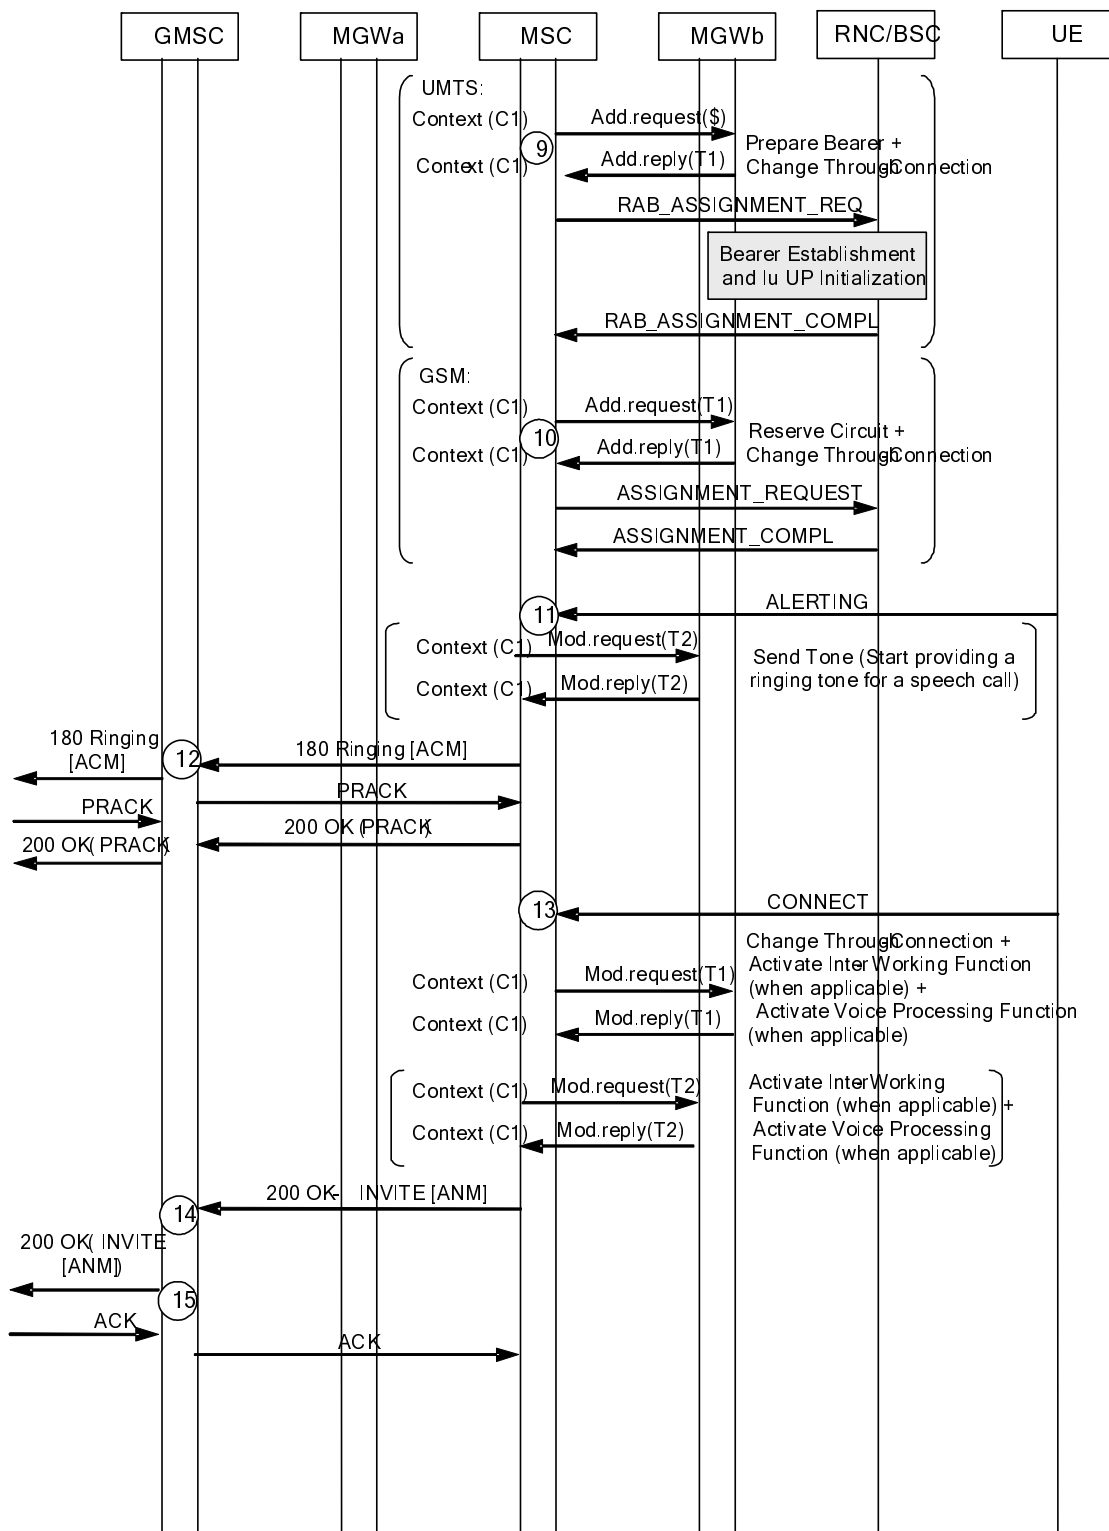 GMSC
MGWa
MSC
MGWb
RNC/BSC
UE
UMTS:
Context (C1)
Add.request($)
9
Prepare Bearer +
Context (C1)
Add.reply(T1)
Change Through-Connection
RAB_ASSIGNMENT_REQ
Bearer Establishment
and Iu UP Initialization
RAB_ASSIGNMENT_COMPL
GSM:
Context (C1)
Add.request(T1)
10
Reserve Circuit +
Context (C1)
Add.reply(T1)
Change Through-Connection
ASSIGNMENT_REQUEST
ASSIGNMENT_COMPL
ALERTING
11
Context (C1)
Mod.request(T2)
Send Tone (Start providing a
ringing tone for a speech call)
Context (C1)
Mod.reply(T2)
180 Ringing
[ACM]
12
180 Ringing [ACM]
PRACK
PRACK
200 OK (PRACK)
200 OK( PRACK)
CONNECT
13
Change Through-Connection +
Activate Inter-Working Function
(when applicable) +
Activate Voice Processing Function
(when applicable)
Context (C1)
Mod.request(T1)
Context (C1)
Mod.reply(T1)
Context (C1)
Mod.request(T2)
Activate Inter-Working
Function (when applicable) +
Activate Voice Processing
Function (when applicable)
Context (C1)
Mod.reply(T2)
200 OK- INVITE [ANM]
14
200 OK( INVITE
[ANM])
15
ACK
ACK